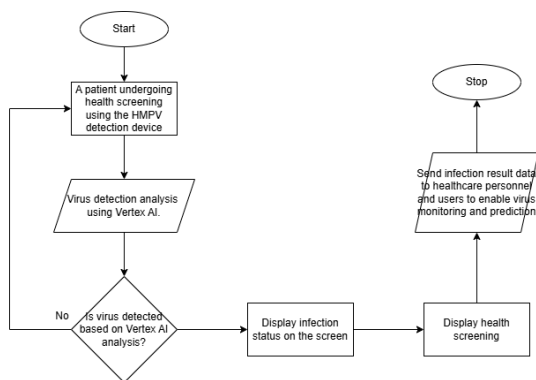 Start
A patient undergoing
health screening
using the HMPV
detection device
Virus detection analysis
using Vertex AI.
No
Is virus detected
based on Vertex AI
analysis?
Display infection
status on the screen
Display health
screening
Send infection result data
to healthcare personnel
and users to enable virus
monitoring and prediction
Stop